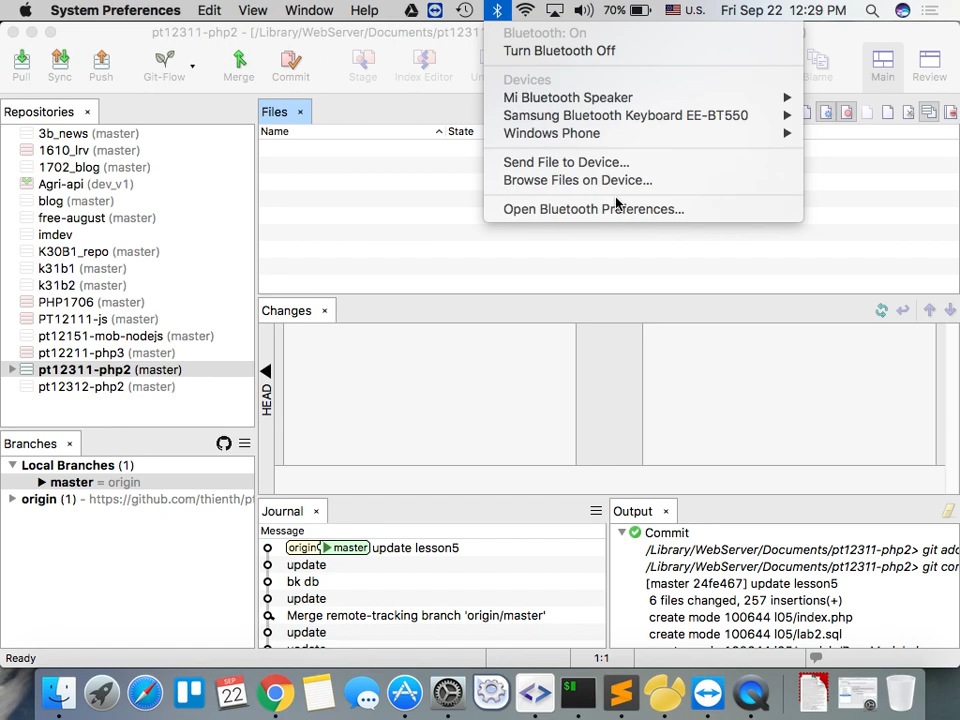 System Preferences Edit View Window Help 70% U.S. Fri Sep 22 12:29 PM
pt12311-php2 - [/Library/WebServer/Documents/pt1231
Pull Sync Push Git-Flow Merge Commit Stage Index Editor Blame Main Review
Bluetooth: On
Turn Bluetooth Off
Devices
Mi Bluetooth Speaker
Samsung Bluetooth Keyboard EE-BT550
Windows Phone
Send File to Device...
Browse Files on Device...
Open Bluetooth Preferences...
Repositories
3b_news (master)
1610_lrv (master)
1702_blog (master)
Agri-api (dev_v1)
blog (master)
free-august (master)
imdev
K30B1_repo (master)
k31b1 (master)
k31b2 (master)
PHP1706 (master)
PT12111-js (master)
pt12151-mob-nodejs (master)
pt12211-php3 (master)
pt12311-php2 (master)
pt12312-php2 (master)
Files
Name State
Changes
HEAD
Branches
Local Branches (1)
master = origin
origin (1) - https://github.com/thienth/pt
Journal
Message
origin master update lesson5
update
bk db
update
Merge remote-tracking branch 'origin/master'
update
Output
Commit
/Library/WebServer/Documents/pt12311-php2> git add
/Library/WebServer/Documents/pt12311-php2> git con
[master 24fe467] update lesson5
6 files changed, 257 insertions(+)
create mode 100644 l05/index.php
create mode 100644 l05/lab2.sql
Ready 1:1
SEP
22